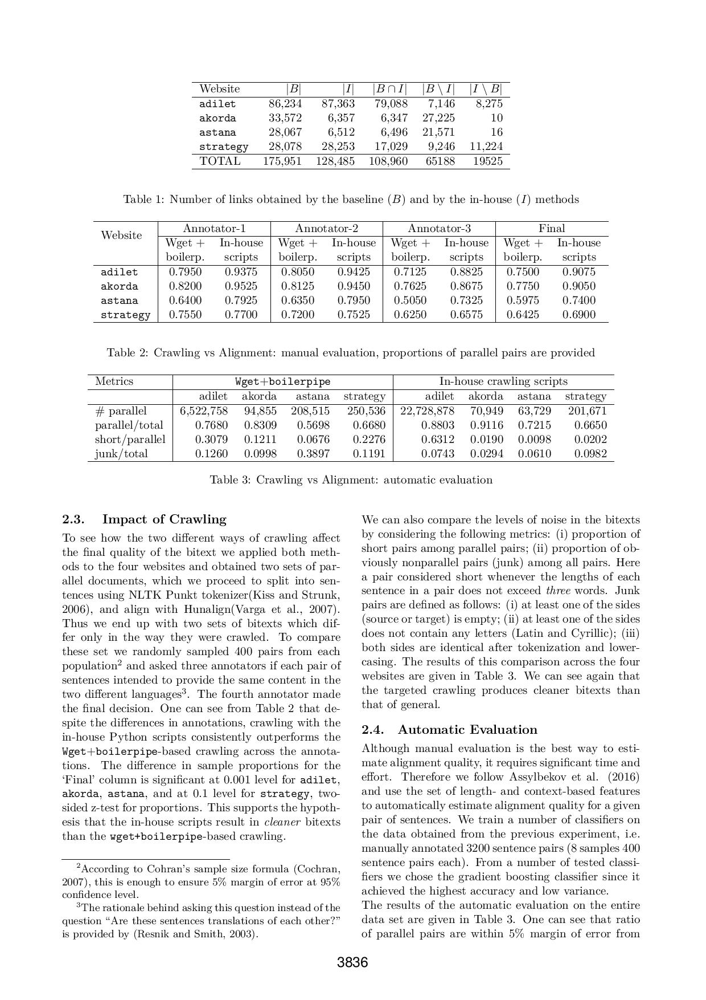 Website |B| |I| |B ∩ I| |B \ I| |I \ B|
adilet 86,234 87,363 79,088 7,146 8,275
akorda 33,572 6,357 6,347 27,225 10
astana 28,067 6,512 6,496 21,571 16
strategy 28,078 28,253 17,029 9,246 11,224
TOTAL 175,951 128,485 108,960 65188 19525
Table 1: Number of links obtained by the baseline (B) and by the in-house (I) methods
Website Annotator-1 Annotator-2 Annotator-3 Final
Wget + In-house Wget + In-house Wget + In-house Wget + In-house
boilerp. scripts boilerp. scripts boilerp. scripts boilerp. scripts
adilet 0.7950 0.9375 0.8050 0.9425 0.7125 0.8825 0.7500 0.9075
akorda 0.8200 0.9525 0.8125 0.9450 0.7625 0.8675 0.7750 0.9050
astana 0.6400 0.7925 0.6350 0.7950 0.5050 0.7325 0.5975 0.7400
strategy 0.7550 0.7700 0.7200 0.7525 0.6250 0.6575 0.6425 0.6900
Table 2: Crawling vs Alignment: manual evaluation, proportions of parallel pairs are provided
Metrics Wget+boilerpipe In-house crawling scripts
adilet akorda astana strategy adilet akorda astana strategy
# parallel 6,522,758 94,855 208,515 250,536 22,728,878 70,949 63,729 201,671
parallel/total 0.7680 0.8309 0.5698 0.6680 0.8803 0.9116 0.7215 0.6650
short/parallel 0.3079 0.1211 0.0676 0.2276 0.6312 0.0190 0.0098 0.0202
junk/total 0.1260 0.0998 0.3897 0.1191 0.0743 0.0294 0.0610 0.0982
Table 3: Crawling vs Alignment: automatic evaluation
2.3. Impact of Crawling
To see how the two different ways of crawling affect
the final quality of the bitext we applied both meth-
ods to the four websites and obtained two sets of par-
allel documents, which we proceed to split into sen-
tences using NLTK Punkt tokenizer(Kiss and Strunk,
2006), and align with Hunalign(Varga et al., 2007).
Thus we end up with two sets of bitexts which dif-
fer only in the way they were crawled. To compare
these set we randomly sampled 400 pairs from each
population² and asked three annotators if each pair of
sentences intended to provide the same content in the
two different languages³. The fourth annotator made
the final decision. One can see from Table 2 that de-
spite the differences in annotations, crawling with the
in-house Python scripts consistently outperforms the
Wget+boilerpipe-based crawling across the annota-
tions. The difference in sample proportions for the
‘Final’ column is significant at 0.001 level for adilet,
akorda, astana, and at 0.1 level for strategy, two-
sided z-test for proportions. This supports the hypoth-
esis that the in-house scripts result in cleaner bitexts
than the wget+boilerpipe-based crawling.
²According to Cohran’s sample size formula (Cochran,
2007), this is enough to ensure 5% margin of error at 95%
confidence level.
³The rationale behind asking this question instead of the
question “Are these sentences translations of each other?”
is provided by (Resnik and Smith, 2003).
We can also compare the levels of noise in the bitexts
by considering the following metrics: (i) proportion of
short pairs among parallel pairs; (ii) proportion of ob-
viously nonparallel pairs (junk) among all pairs. Here
a pair considered short whenever the lengths of each
sentence in a pair does not exceed three words. Junk
pairs are defined as follows: (i) at least one of the sides
(source or target) is empty; (ii) at least one of the sides
does not contain any letters (Latin and Cyrillic); (iii)
both sides are identical after tokenization and lower-
casing. The results of this comparison across the four
websites are given in Table 3. We can see again that
the targeted crawling produces cleaner bitexts than
that of general.
2.4. Automatic Evaluation
Although manual evaluation is the best way to esti-
mate alignment quality, it requires significant time and
effort. Therefore we follow Assylbekov et al. (2016)
and use the set of length- and context-based features
to automatically estimate alignment quality for a given
pair of sentences. We train a number of classifiers on
the data obtained from the previous experiment, i.e.
manually annotated 3200 sentence pairs (8 samples 400
sentence pairs each). From a number of tested classi-
fiers we chose the gradient boosting classifier since it
achieved the highest accuracy and low variance.
The results of the automatic evaluation on the entire
data set are given in Table 3. One can see that ratio
of parallel pairs are within 5% margin of error from
3836